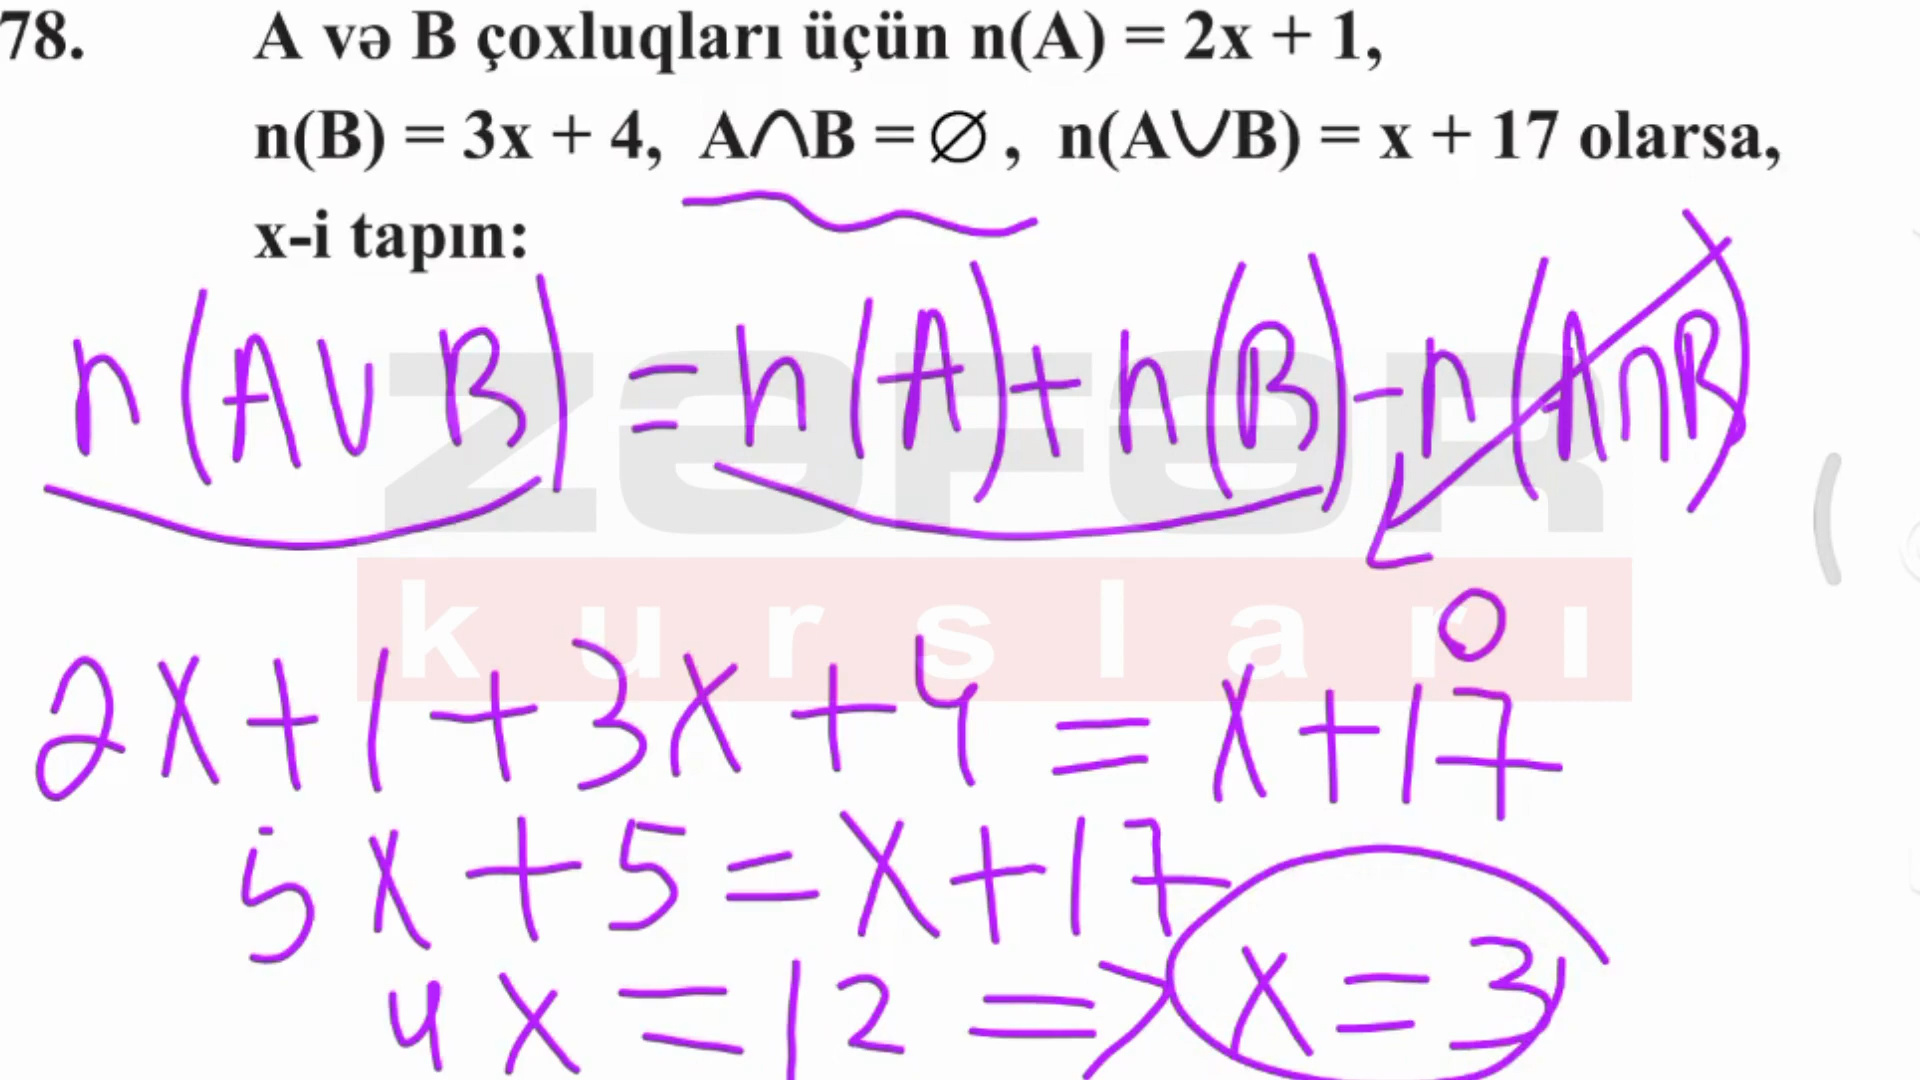 78. A və B çoxluqları üçün n(A) = 2x + 1,
n(B) = 3x + 4, A∩B = ∅, n(A∪B) = x + 17 olarsa,
x-i tapın:
n(A∪B) = n(A) + n(B) - n(A∩B)
0
ZƏFƏR
kursları
2x + 1 + 3x + 4 = x + 17
5x + 5 = x + 17
4x = 12 => x = 3